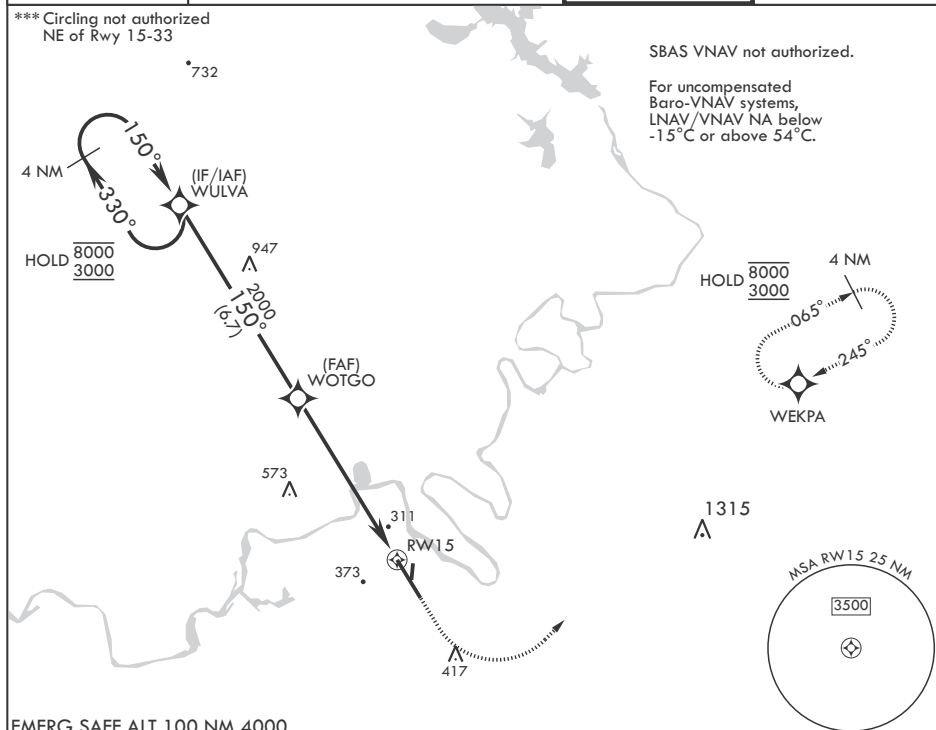 *** Circling not authorized
NE of Rwy 15-33
732
SBAS VNAV not authorized.
For uncompensated
Baro-VNAV systems,
LNAV/VNAV NA below
-15°C or above 54°C.
150°
4 NM
330°
(IF/IAF)
WULVA
HOLD 8000
3000
947
2000
150°
(6.7)
HOLD 8000
3000
4 NM
065°
245°
WEKPA
(FAF)
WOTGO
573
311
RW15
373
417
1315
MSA RW15 25 NM
3500
EMERG SAFE ALT 100 NM 4000